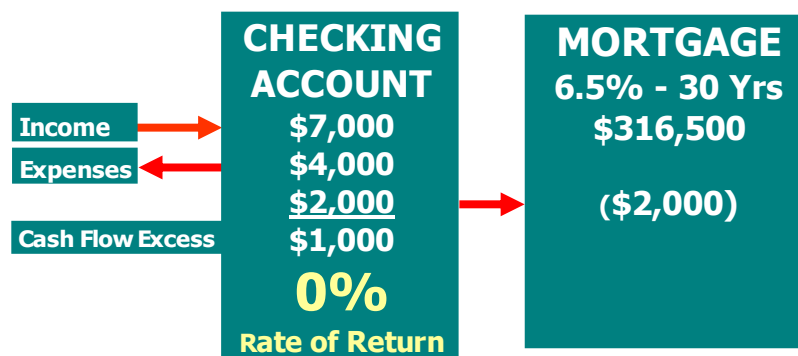 CHECKING
ACCOUNT
Income
$7,000
Expenses
$4,000
$2,000
Cash Flow Excess
$1,000
0%
Rate of Return
MORTGAGE
6.5% - 30 Yrs
$316,500
($2,000)